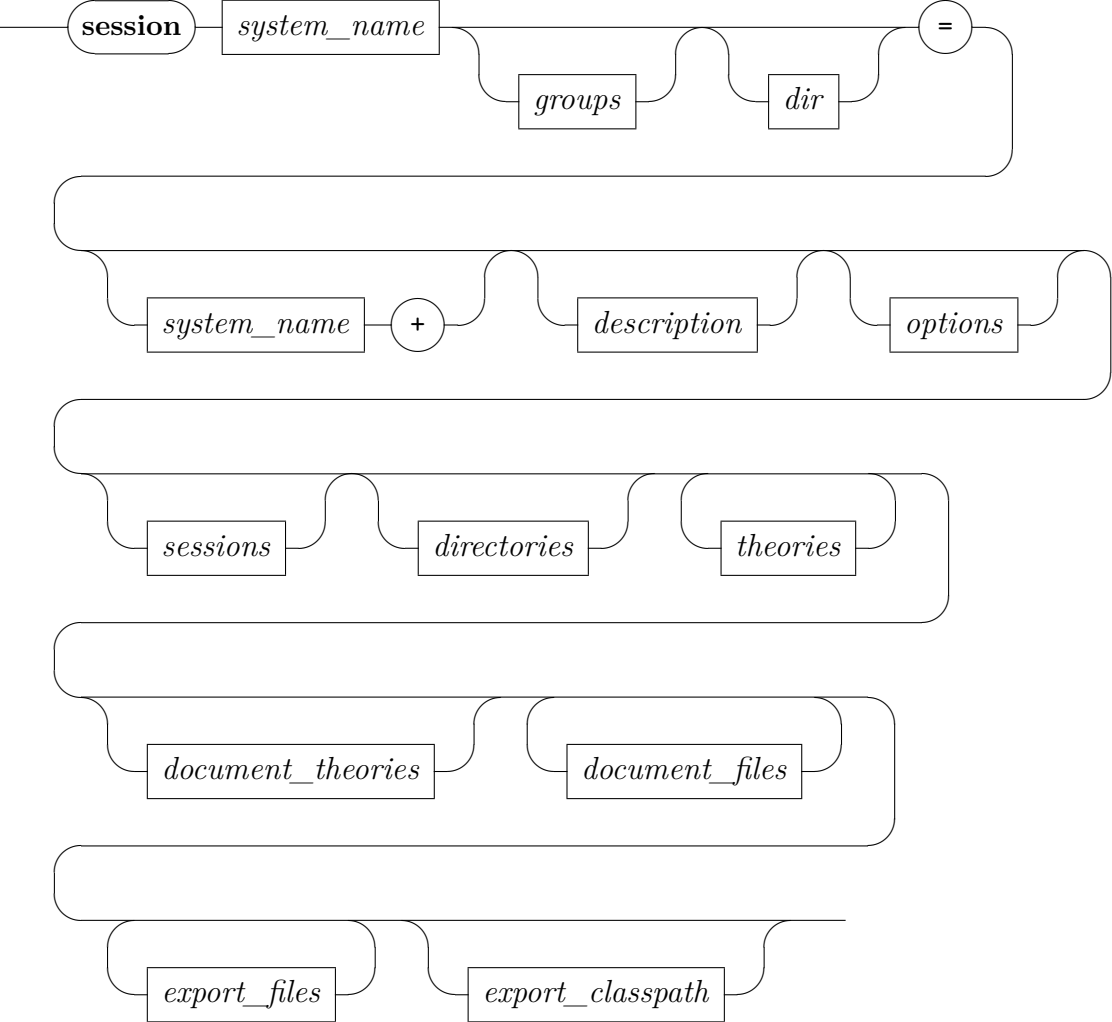 session system_name =
groups dir
system_name + description options
sessions directories theories
document_theories document_files
export_files export_classpath